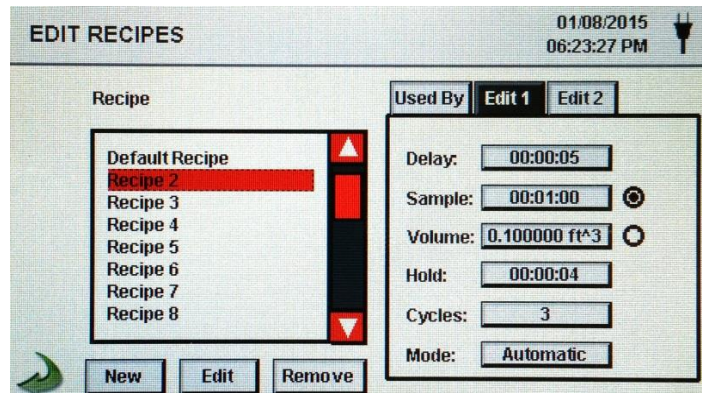 EDIT RECIPES
01/08/2015
06:23:27 PM
Recipe
Default Recipe
Recipe 2
Recipe 3
Recipe 4
Recipe 5
Recipe 6
Recipe 7
Recipe 8
New Edit Remove
Used By Edit 1 Edit 2
Delay: 00:00:05
Sample: 00:01:00
Volume: 0.100000 ft^3
Hold: 00:00:04
Cycles: 3
Mode: Automatic